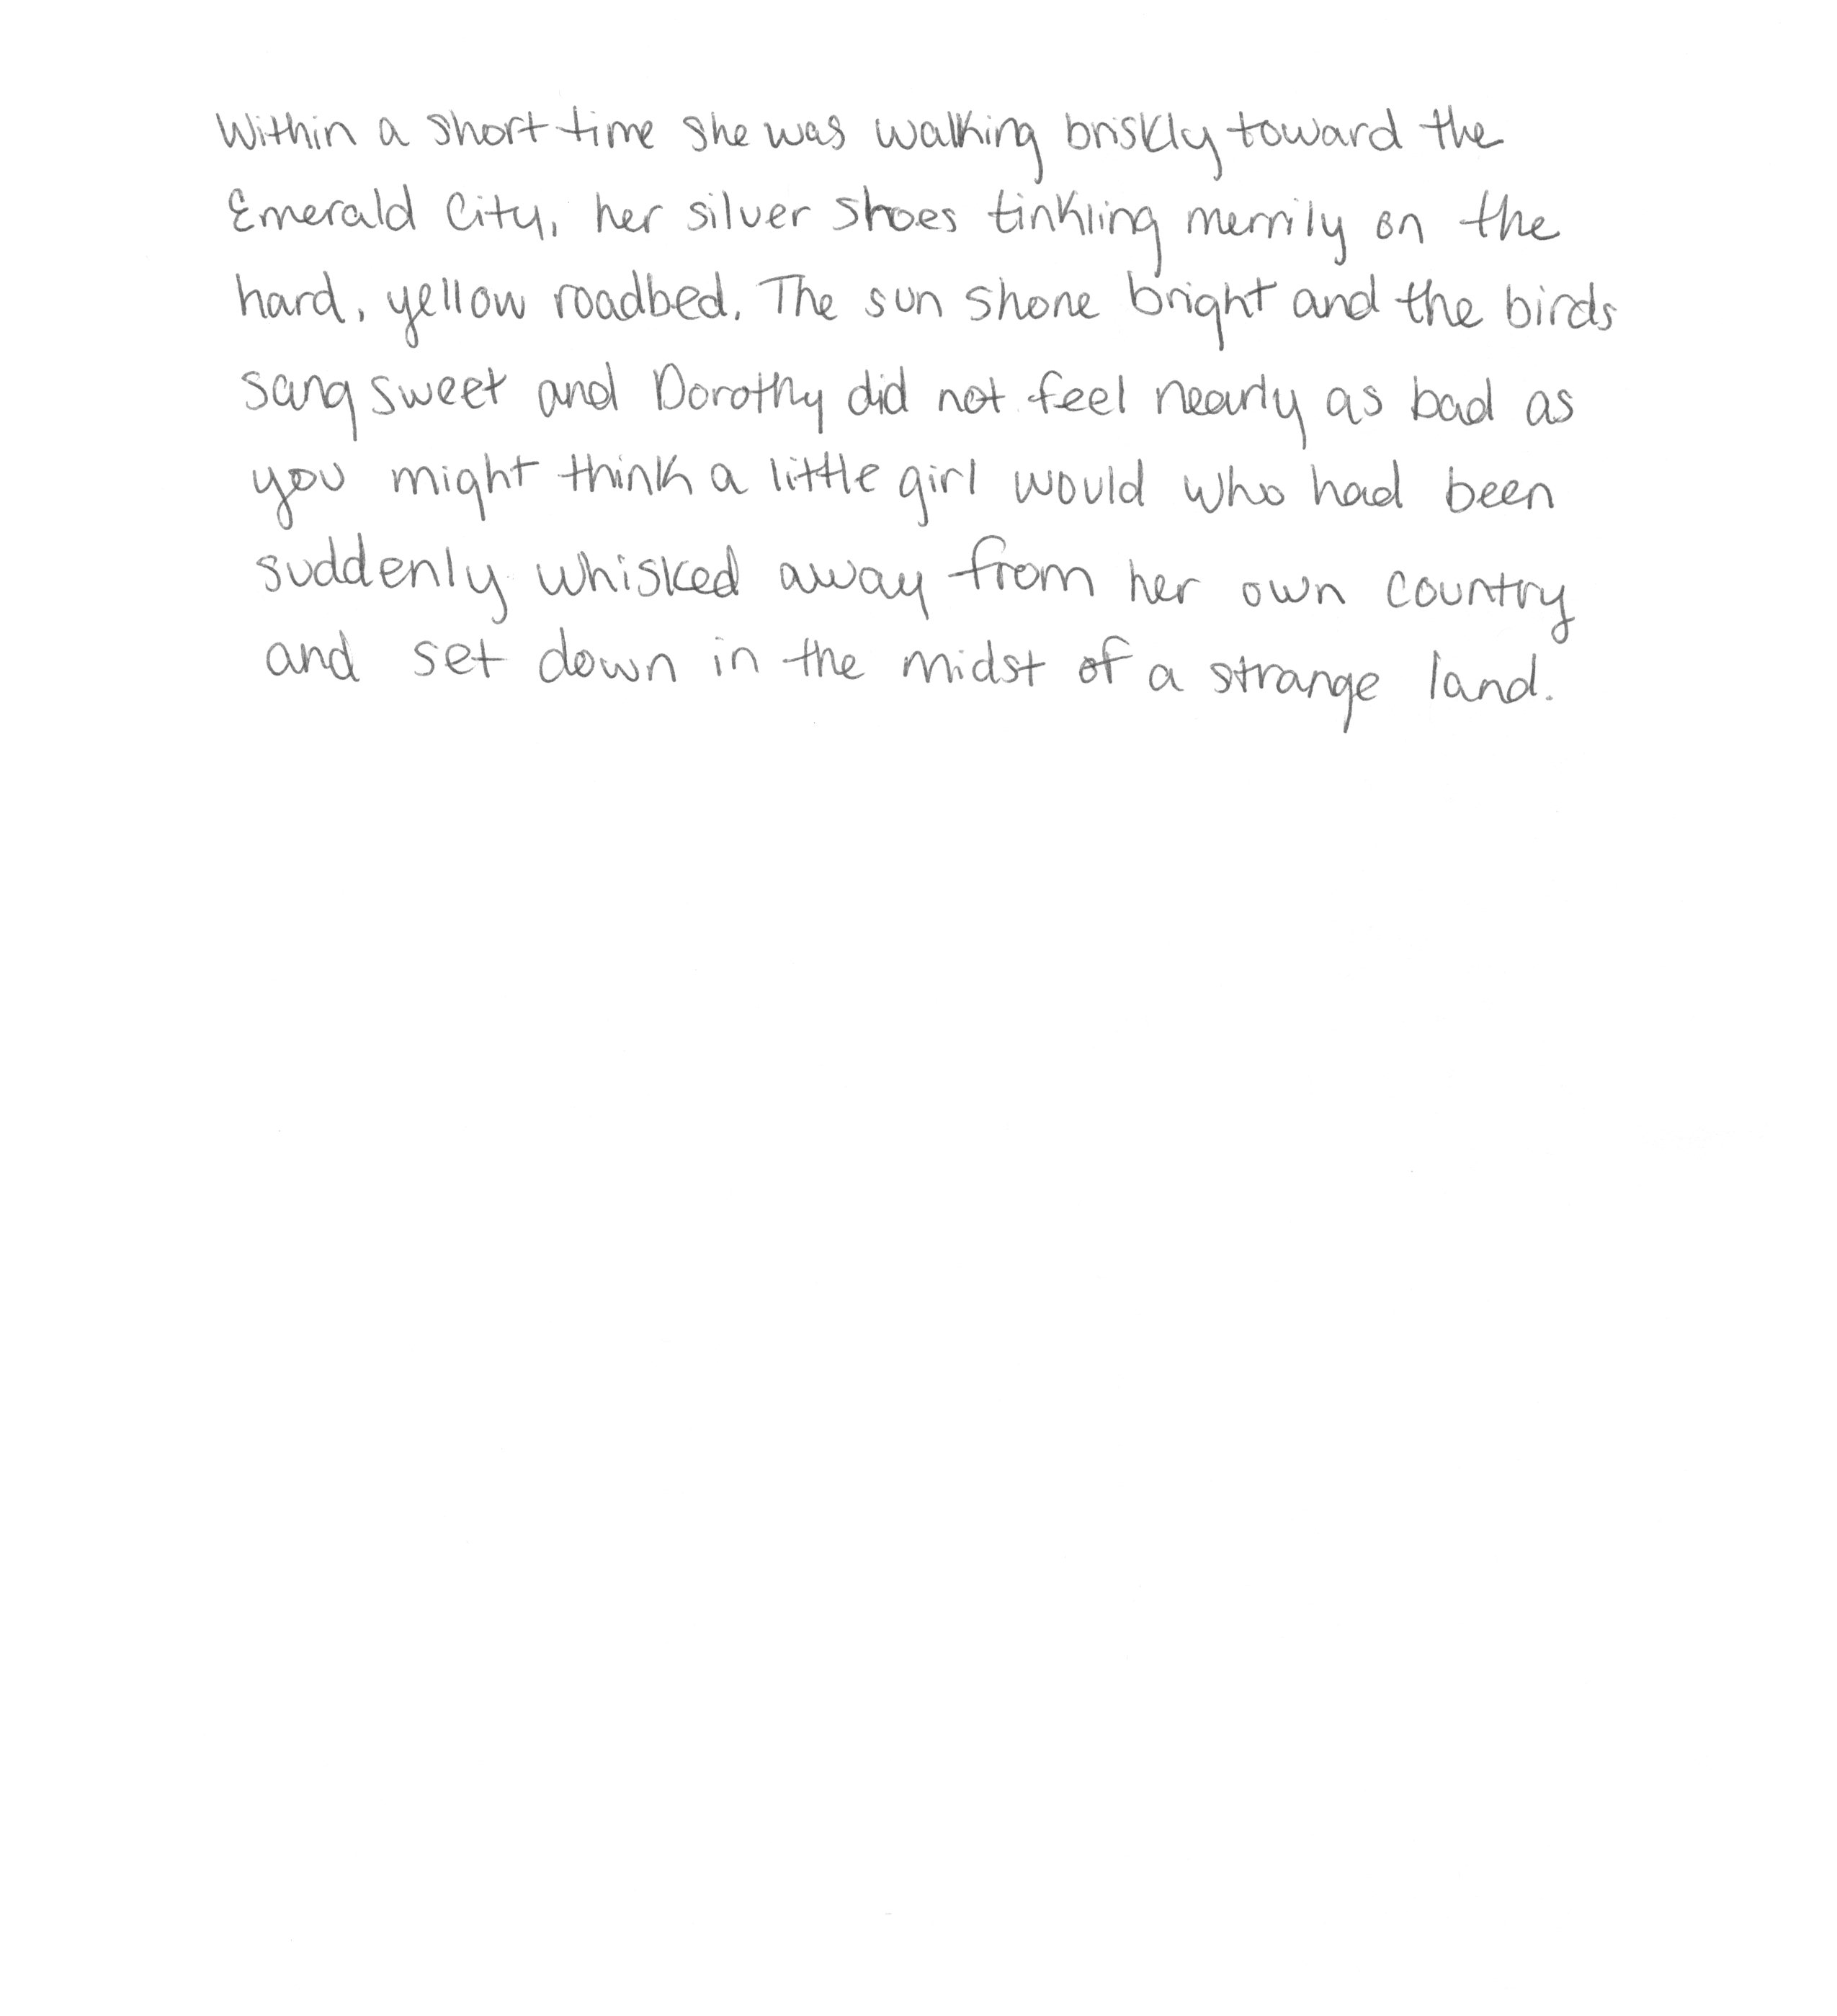 Within a short time she was walking briskly toward the
Emerald City, her silver shoes tinkling merrily on the
hard, yellow roadbed. The sun shone bright and the birds
sang sweet and Dorothy did not feel nearly as bad as
you might think a little girl would who had been
suddenly whisked away from her own country
and set down in the midst of a strange land.